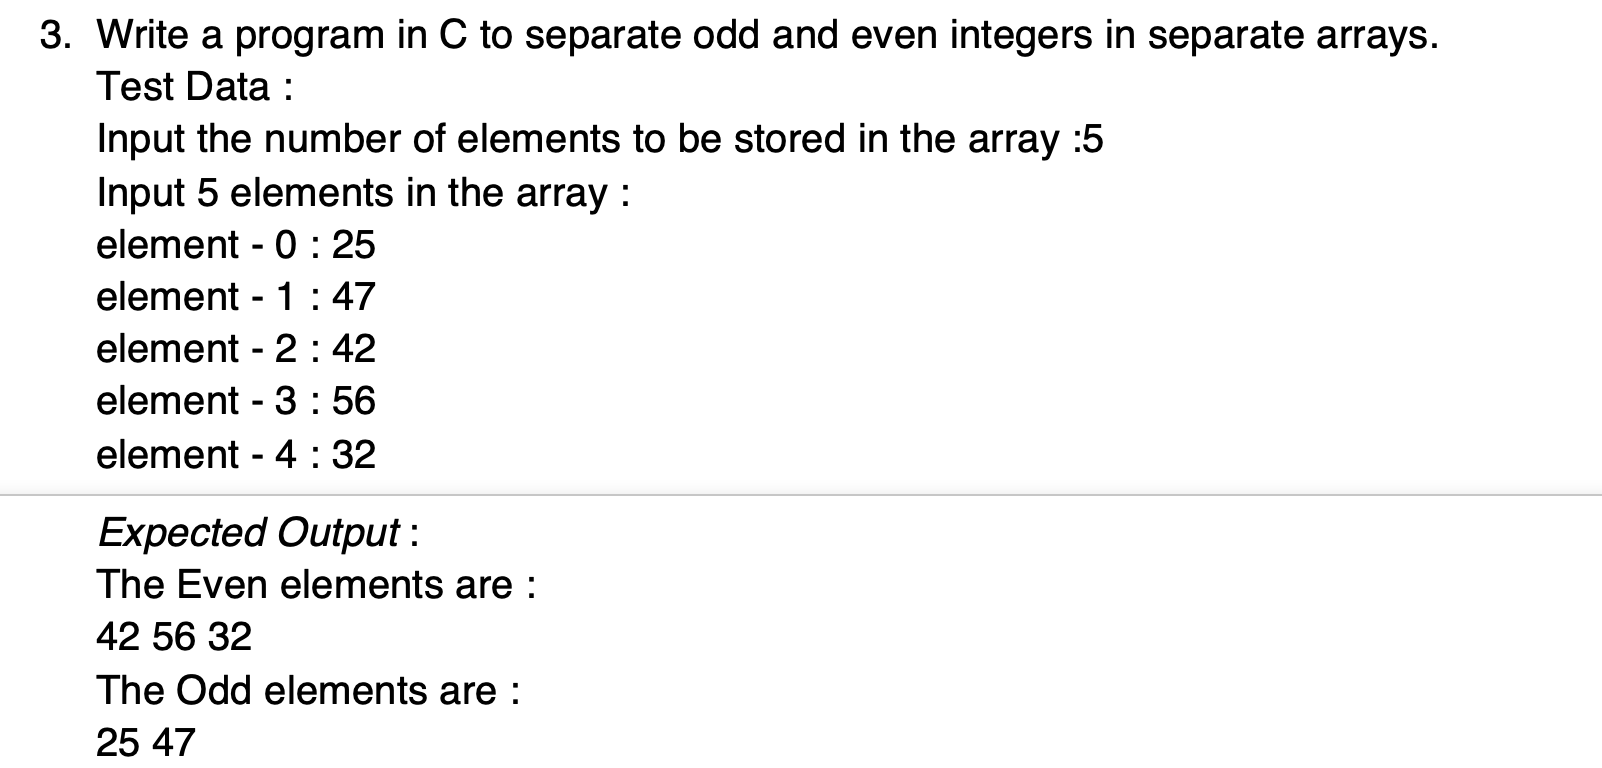 3. Write a program in C to separate odd and even integers in separate arrays.
Test Data :
Input the number of elements to be stored in the array :5
Input 5 elements in the array :
element - 0 : 25
element - 1 : 47
element - 2 : 42
element - 3 : 56
element - 4 : 32
Expected Output :
The Even elements are :
42 56 32
The Odd elements are :
25 47